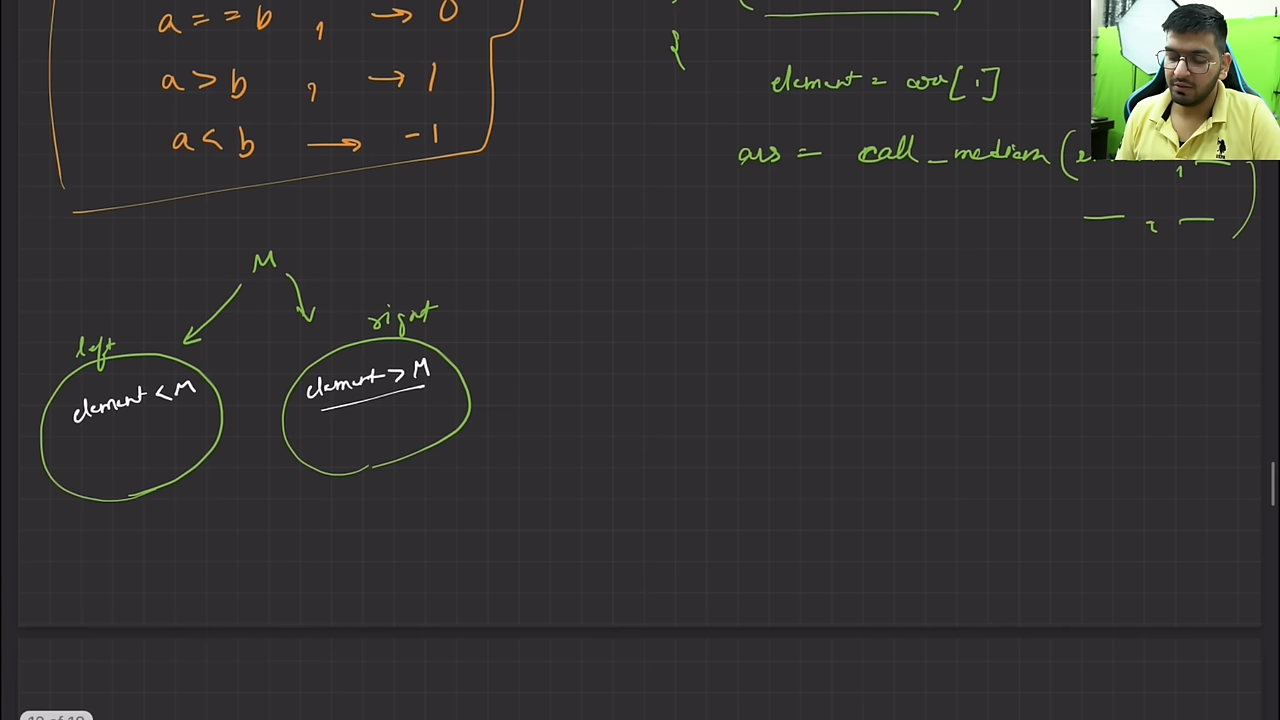 a = = b , → 0
a > b , → 1
a < b → -1
{
element = arr[i]
ans = call_median(
,
— , — )
M
left
right
element < M
element > M